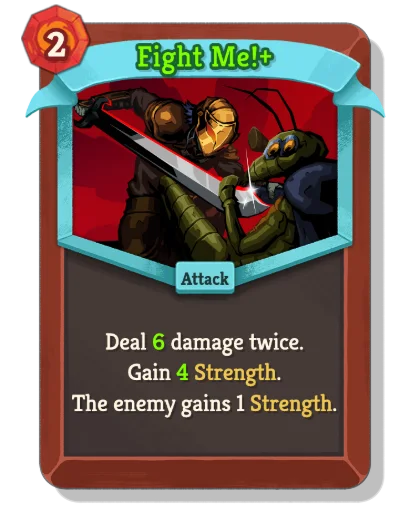 2
Fight Me!+
Attack
Deal 6 damage twice.
Gain 4 Strength.
The enemy gains 1 Strength.